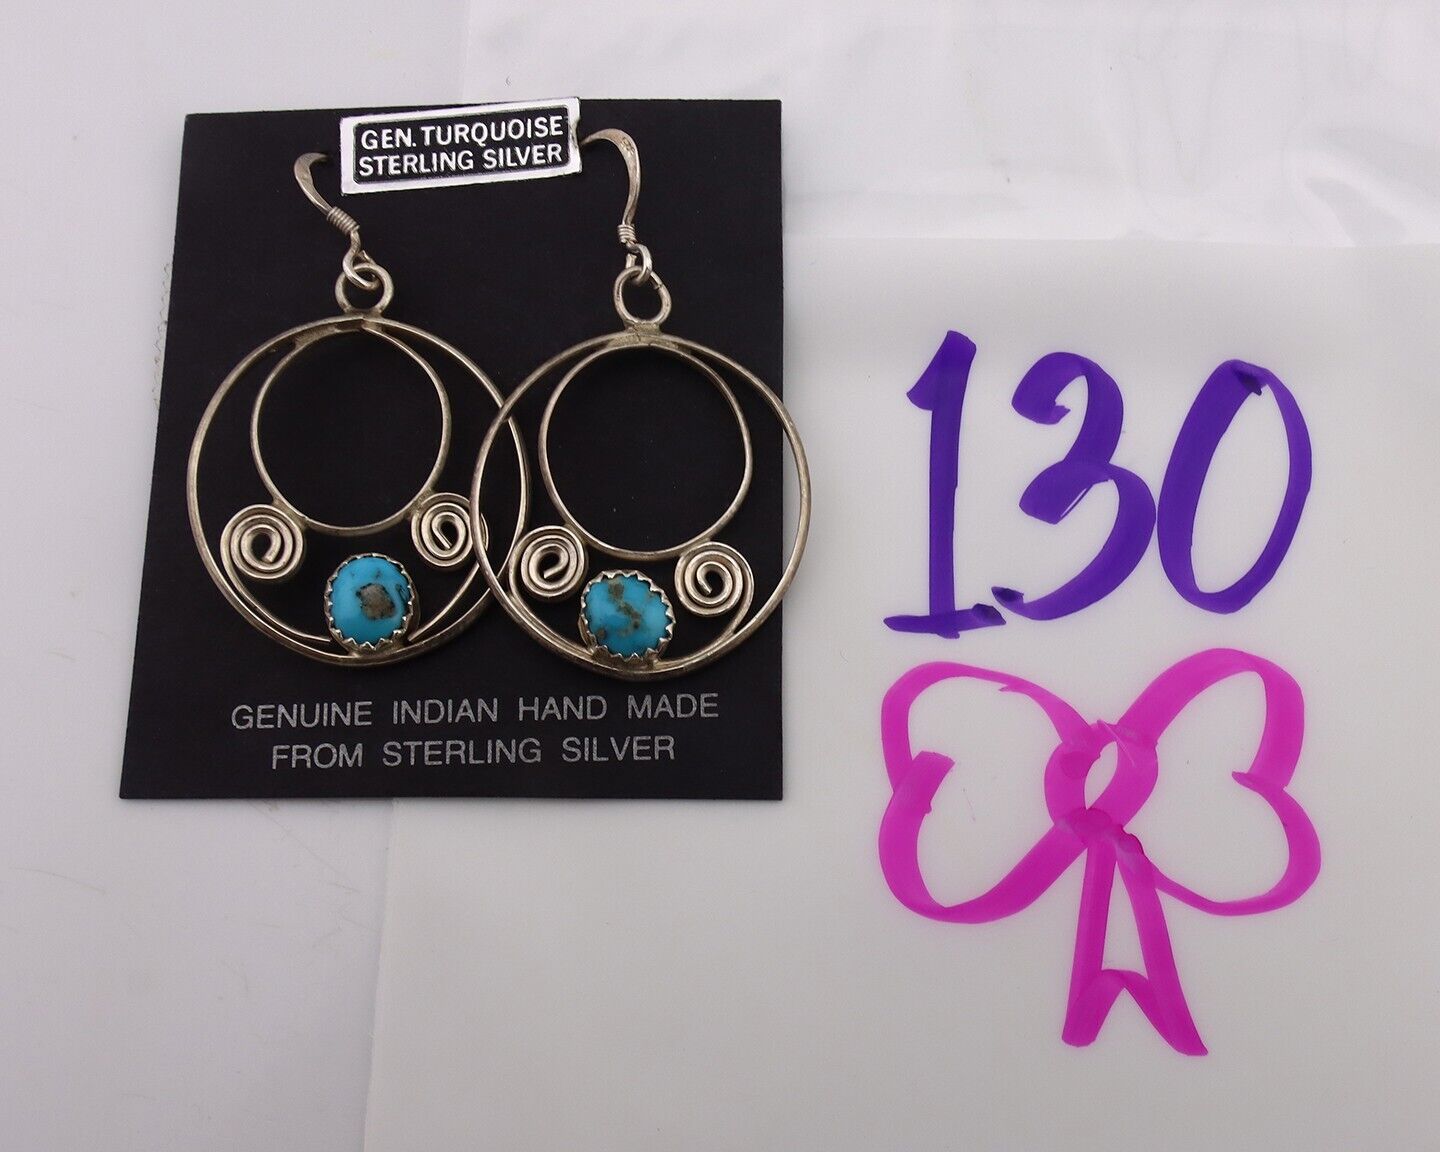 GEN. TURQUOISE
STERLING SILVER
130
GENUINE INDIAN HAND MADE
FROM STERLING SILVER